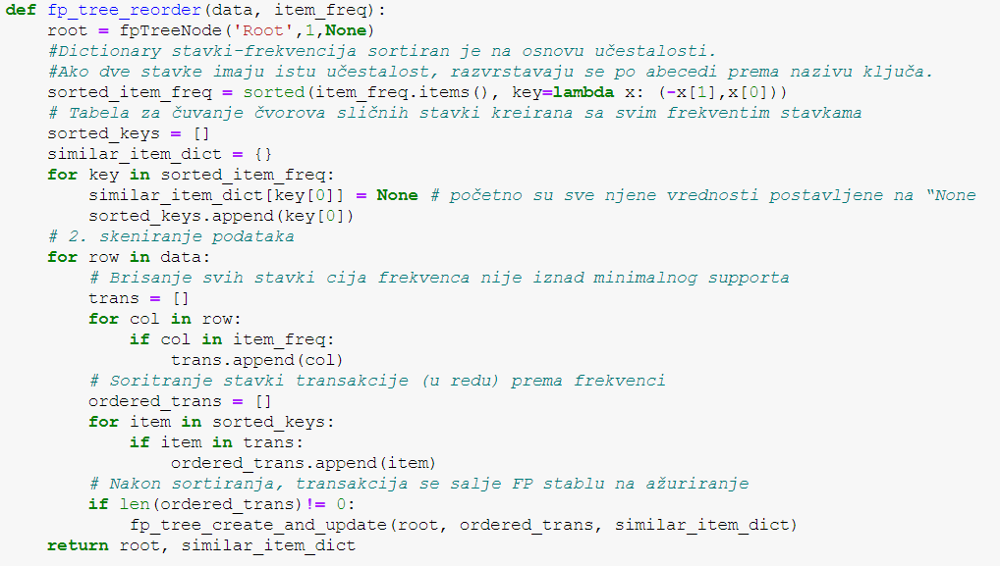 def fp_tree_reorder(data, item_freq):
    root = fpTreeNode('Root',1,None)
    #Dictionary stavki-frekvencija sortiran je na osnovu učestalosti.
    #Ako dve stavke imaju istu učestalost, razvrstavaju se po abecedi prema nazivu ključa.
    sorted_item_freq = sorted(item_freq.items(), key=lambda x: (-x[1],x[0]))
    # Tabela za čuvanje čvorova sličnih stavki kreirana sa svim frekventim stavkama
    sorted_keys = []
    similar_item_dict = {}
    for key in sorted_item_freq:
        similar_item_dict[key[0]] = None # početno su sve njene vrednosti postavljene na “None
        sorted_keys.append(key[0])
    # 2. skeniranje podataka
    for row in data:
        # Brisanje svih stavki cija frekvenca nije iznad minimalnog supporta
        trans = []
        for col in row:
            if col in item_freq:
                trans.append(col)
        # Soritranje stavki transakcije (u redu) prema frekvenci
        ordered_trans = []
        for item in sorted_keys:
            if item in trans:
                ordered_trans.append(item)
        # Nakon sortiranja, transakcija se salje FP stablu na ažuriranje
        if len(ordered_trans)!= 0:
            fp_tree_create_and_update(root, ordered_trans, similar_item_dict)
    return root, similar_item_dict